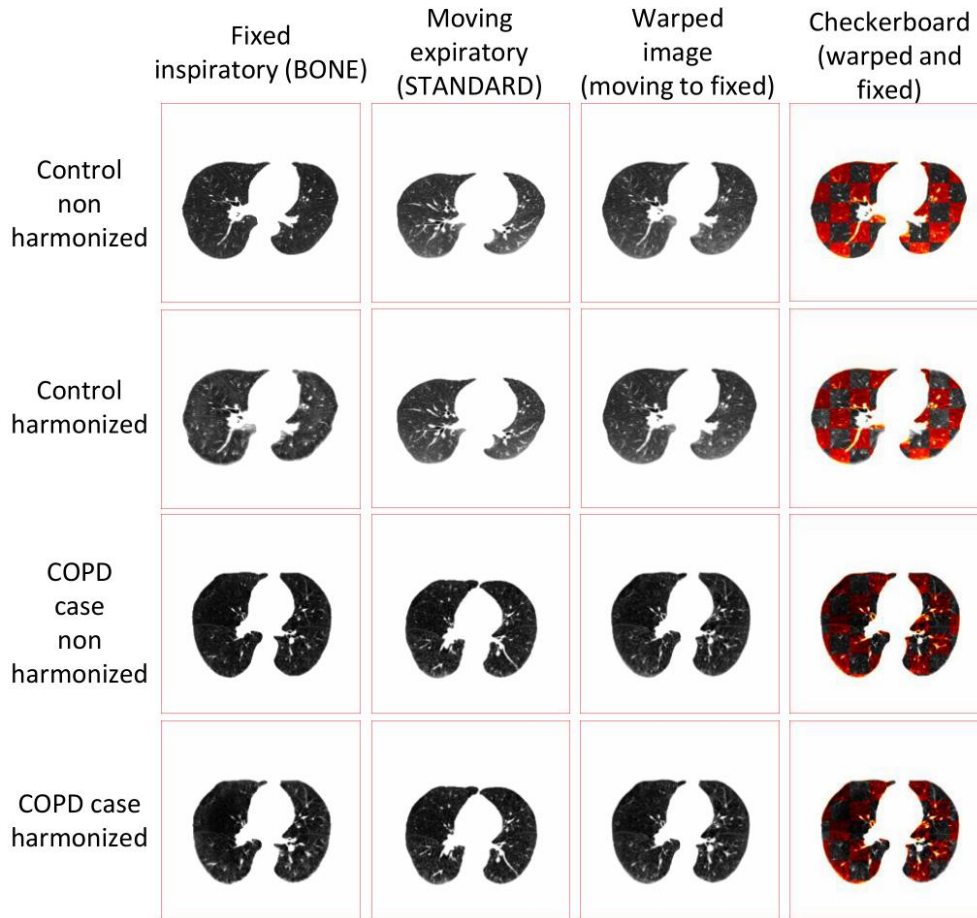 Fixed
inspiratory (BONE)
Moving
expiratory
(STANDARD)
Warped
image
(moving to fixed)
Checkerboard
(warped and
fixed)
Control
non
harmonized
Control
harmonized
COPD
case
non
harmonized
COPD case
harmonized